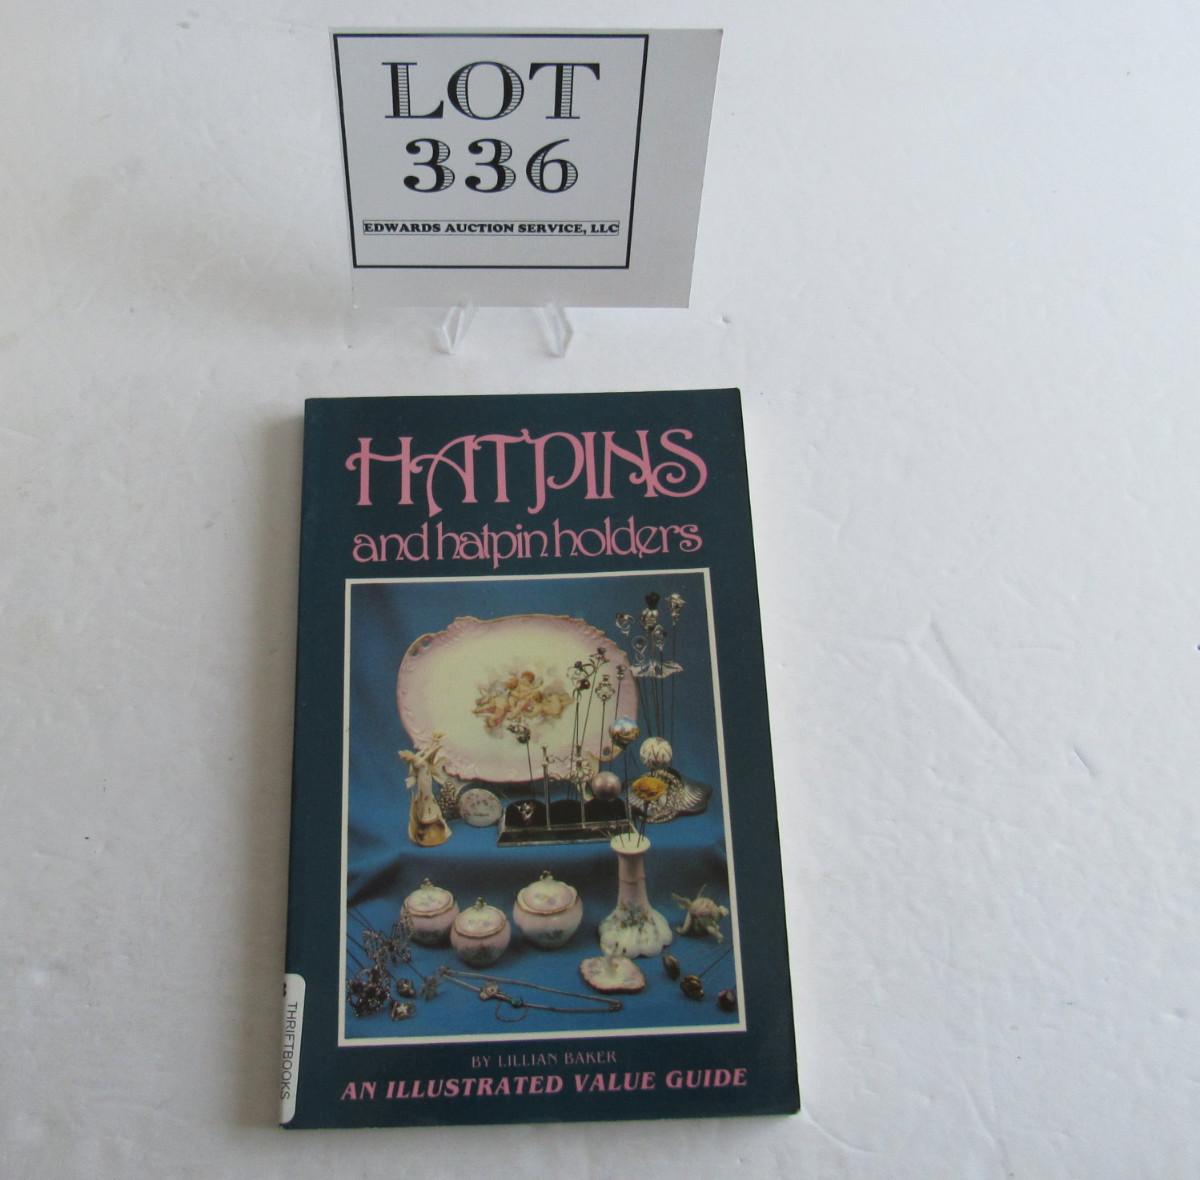 LOT
336
EDWARDS AUCTION SERVICE, LLC
HATPINS
and hatpin holders
BY LILLIAN BAKER
AN ILLUSTRATED VALUE GUIDE
THRIFTBOOKS